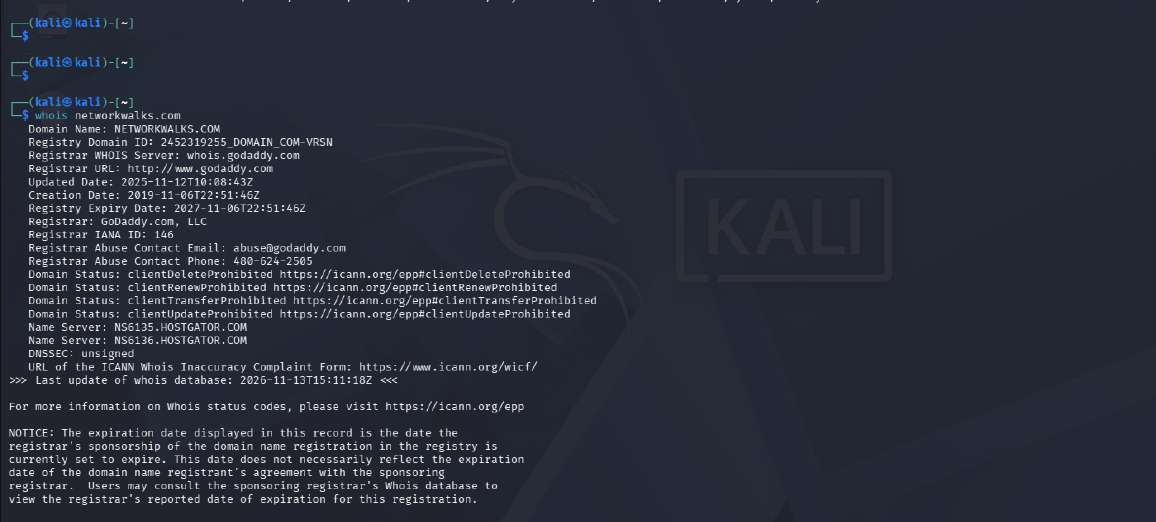 ┌──(kali㉿kali)-[~]
└─$
┌──(kali㉿kali)-[~]
└─$
┌──(kali㉿kali)-[~]
└─$ whois networkwalks.com
Domain Name: NETWORKWALKS.COM
Registry Domain ID: 2452319255_DOMAIN_COM-VRSN
Registrar WHOIS Server: whois.godaddy.com
Registrar URL: http://www.godaddy.com
Updated Date: 2025-11-12T10:08:43Z
Creation Date: 2019-11-06T22:51:46Z
Registry Expiry Date: 2027-11-06T22:51:46Z
Registrar: GoDaddy.com, LLC
Registrar IANA ID: 146
Registrar Abuse Contact Email: abuse@godaddy.com
Registrar Abuse Contact Phone: 480-624-2505
Domain Status: clientDeleteProhibited https://icann.org/epp#clientDeleteProhibited
Domain Status: clientRenewProhibited https://icann.org/epp#clientRenewProhibited
Domain Status: clientTransferProhibited https://icann.org/epp#clientTransferProhibited
Domain Status: clientUpdateProhibited https://icann.org/epp#clientUpdateProhibited
Name Server: NS6135.HOSTGATOR.COM
Name Server: NS6136.HOSTGATOR.COM
DNSSEC: unsigned
URL of the ICANN Whois Inaccuracy Complaint Form: https://www.icann.org/wicf/
>>> Last update of whois database: 2026-11-13T15:11:18Z <<<
For more information on Whois status codes, please visit https://icann.org/epp
NOTICE: The expiration date displayed in this record is the date the
registrar's sponsorship of the domain name registration in the registry is
currently set to expire. This date does not necessarily reflect the expiration
date of the domain name registrant's agreement with the sponsoring
registrar.  Users may consult the sponsoring registrar's Whois database to
view the registrar's reported date of expiration for this registration.
KALI